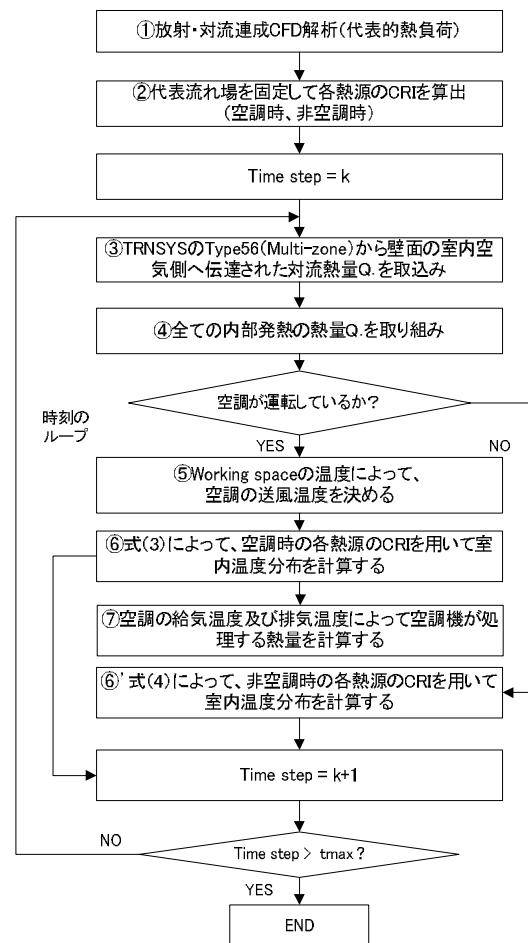 ①放射・対流連成CFD解析(代表的熱負荷)
②代表流れ場を固定して各熱源のCRIを算出
(空調時、非空調時)
Time step = k
③TRNSYSのType56(Multi-zone)から壁面の室内空
気側へ伝達された対流熱量Q.を取込み
④全ての内部発熱の熱量Q.を取り組み
空調が運転しているか?
時刻の
ループ
YES
NO
⑤Working spaceの温度によって、
空調の送風温度を決める
⑥式(3)によって、空調時の各熱源のCRIを用いて室
内温度分布を計算する
⑦空調の給気温度及び排気温度によって空調機が処
理する熱量を計算する
⑥'式(4)によって、非空調時の各熱源のCRIを用いて
室内温度分布を計算する
Time step = k+1
NO
Time step > tmax?
YES
END